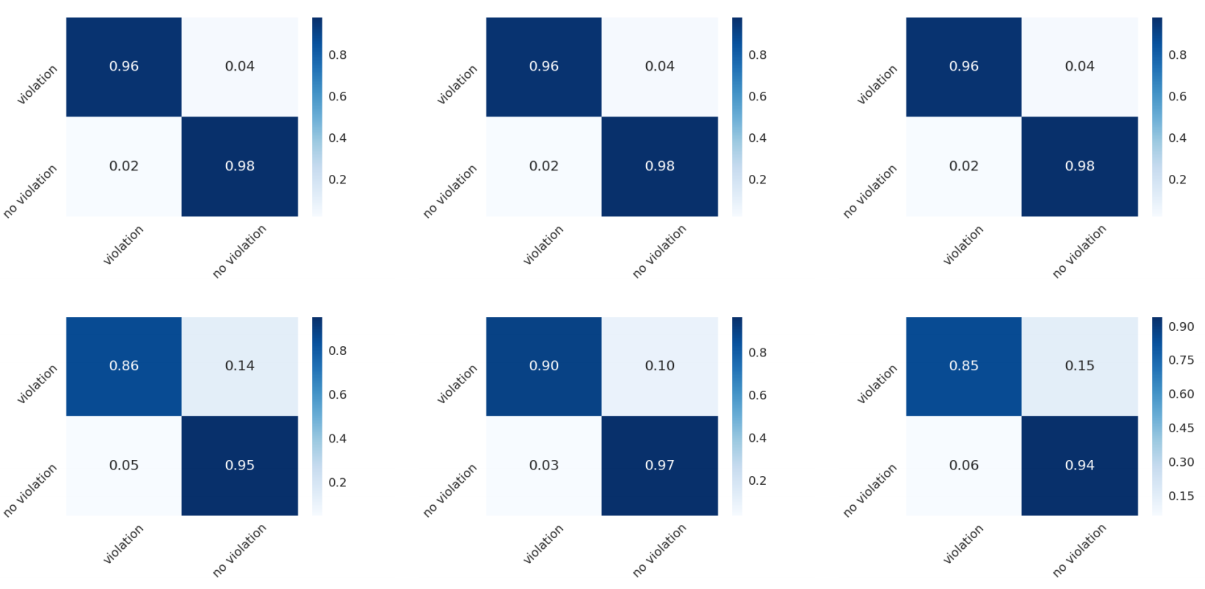 0.96 0.04
0.02 0.98
violation
no violation
violation
no violation
0.8
0.6
0.4
0.2
0.96 0.04
0.02 0.98
violation
no violation
violation
no violation
0.8
0.6
0.4
0.2
0.96 0.04
0.02 0.98
violation
no violation
violation
no violation
0.8
0.6
0.4
0.2
0.86 0.14
0.05 0.95
violation
no violation
violation
no violation
0.8
0.6
0.4
0.2
0.90 0.10
0.03 0.97
violation
no violation
violation
no violation
0.8
0.6
0.4
0.2
0.85 0.15
0.06 0.94
violation
no violation
violation
no violation
0.90
0.75
0.60
0.45
0.30
0.15